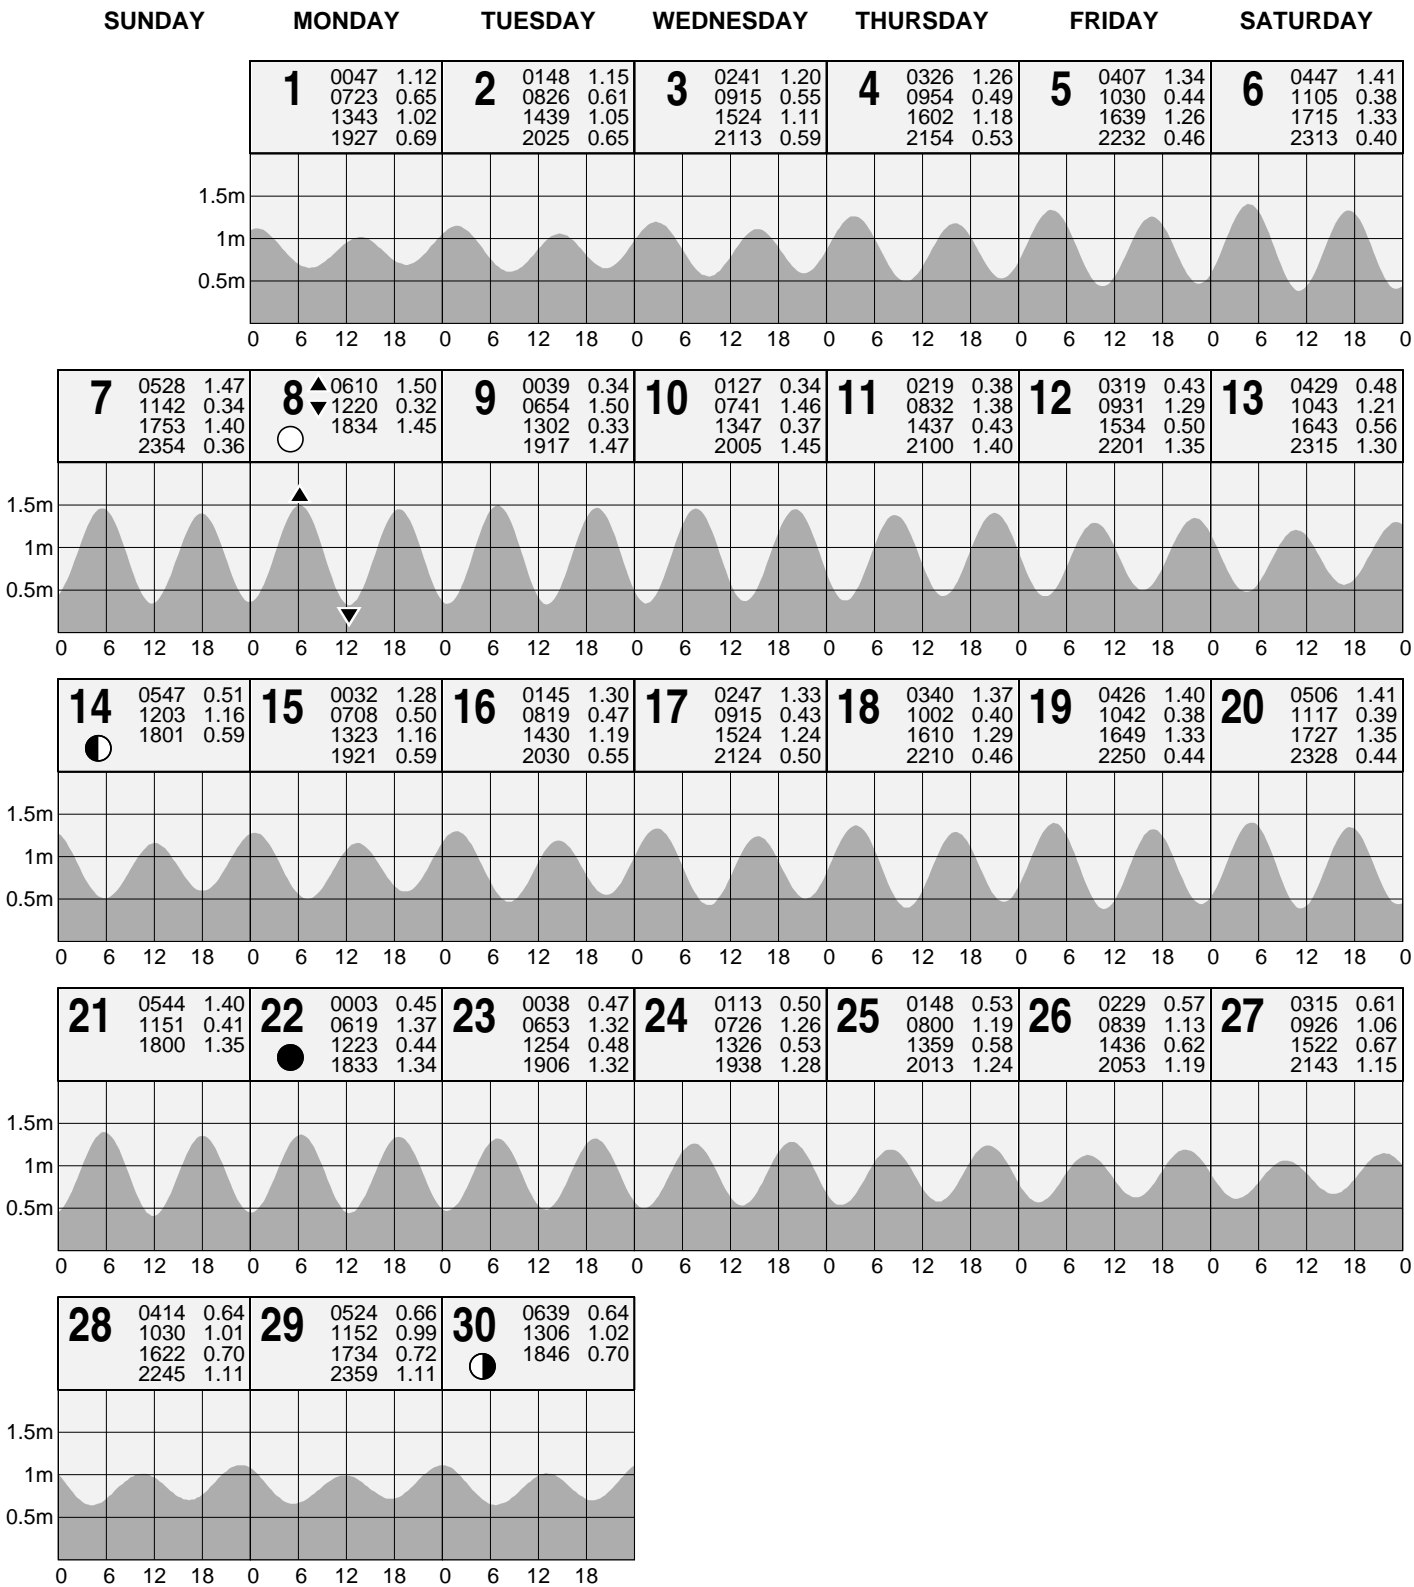 SUNDAY MONDAY TUESDAY WEDNESDAY THURSDAY FRIDAY SATURDAY
1 0047 1.12 2 0148 1.15 3 0241 1.20 4 0326 1.26 5 0407 1.34 6 0447 1.41
0723 0.65 0826 0.61 0915 0.55 0954 0.49 1030 0.44 1105 0.38
1343 1.02 1439 1.05 1524 1.11 1602 1.18 1639 1.26 1715 1.33
1927 0.69 2025 0.65 2113 0.59 2154 0.53 2232 0.46 2313 0.40
1.5m
1m
0.5m
0 6 12 18 0 6 12 18 0 6 12 18 0 6 12 18 0 6 12 18 0 6 12 18 0
7 0528 1.47 8 0610 1.50 9 0039 0.34 10 0127 0.34 11 0219 0.38 12 0319 0.43 13 0429 0.48
1142 0.34 1220 0.32 0654 1.50 0741 1.46 0832 1.38 0931 1.29 1043 1.21
1753 1.40 1834 1.45 1302 0.33 1347 0.37 1437 0.43 1534 0.50 1643 0.56
2354 0.36 1917 1.47 2005 1.45 2100 1.40 2201 1.35 2315 1.30
1.5m
1m
0.5m
0 6 12 18 0 6 12 18 0 6 12 18 0 6 12 18 0 6 12 18 0 6 12 18 0 6 12 18 0
14 0547 0.51 15 0032 1.28 16 0145 1.30 17 0247 1.33 18 0340 1.37 19 0426 1.40 20 0506 1.41
1203 1.16 0708 0.50 0819 0.47 0915 0.43 1002 0.40 1042 0.38 1117 0.39
1801 0.59 1323 1.16 1430 1.19 1524 1.24 1610 1.29 1649 1.33 1727 1.35
1921 0.59 2030 0.55 2124 0.50 2210 0.46 2250 0.44 2328 0.44
1.5m
1m
0.5m
0 6 12 18 0 6 12 18 0 6 12 18 0 6 12 18 0 6 12 18 0 6 12 18 0 6 12 18 0
21 0544 1.40 22 0003 0.45 23 0038 0.47 24 0113 0.50 25 0148 0.53 26 0229 0.57 27 0315 0.61
1151 0.41 0619 1.37 0653 1.32 0726 1.26 0800 1.19 0839 1.13 0926 1.06
1800 1.35 1223 0.44 1254 0.48 1326 0.53 1359 0.58 1436 0.62 1522 0.67
1833 1.34 1906 1.32 1938 1.28 2013 1.24 2053 1.19 2143 1.15
1.5m
1m
0.5m
0 6 12 18 0 6 12 18 0 6 12 18 0 6 12 18 0 6 12 18 0 6 12 18 0 6 12 18 0
28 0414 0.64 29 0524 0.66 30 0639 0.64
1030 1.01 1152 0.99 1306 1.02
1622 0.70 1734 0.72 1846 0.70
2245 1.11 2359 1.11
1.5m
1m
0.5m
0 6 12 18 0 6 12 18 0 6 12 18